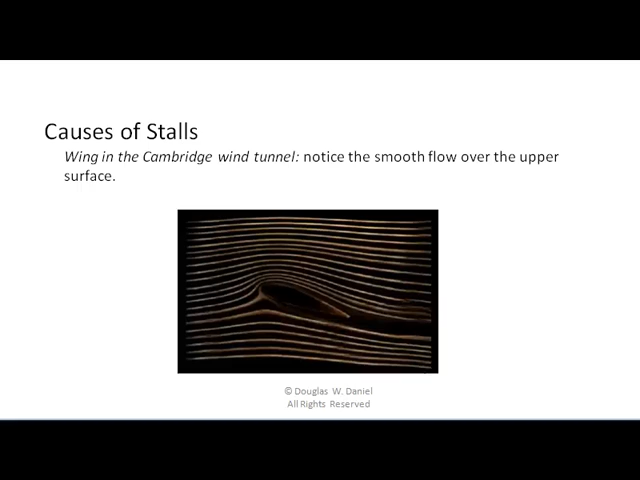 Causes of Stalls
Wing in the Cambridge wind tunnel: notice the smooth flow over the upper
surface.
© Douglas W. Daniel
All Rights Reserved